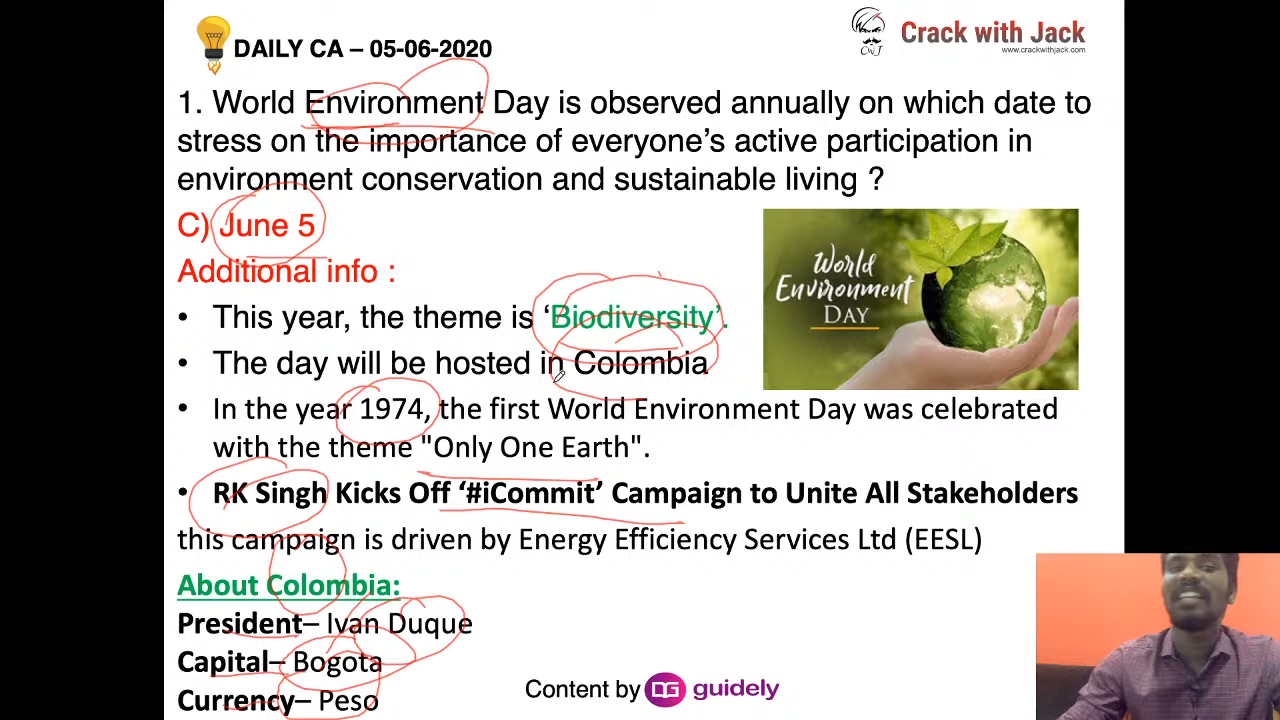 DAILY CA – 05-06-2020
Crack with Jack
www.crackwithjack.com
CWJ
1. World Environment Day is observed annually on which date to
stress on the importance of everyone’s active participation in
environment conservation and sustainable living ?
C) June 5
Additional info :
• This year, the theme is ‘Biodiversity’.
• The day will be hosted in Colombia
• In the year 1974, the first World Environment Day was celebrated
with the theme "Only One Earth".
• RK Singh Kicks Off ‘#iCommit’ Campaign to Unite All Stakeholders
this campaign is driven by Energy Efficiency Services Ltd (EESL)
About Colombia:
President– Ivan Duque
Capital– Bogota
Currency– Peso
World
Environment
DAY
Content by guidely